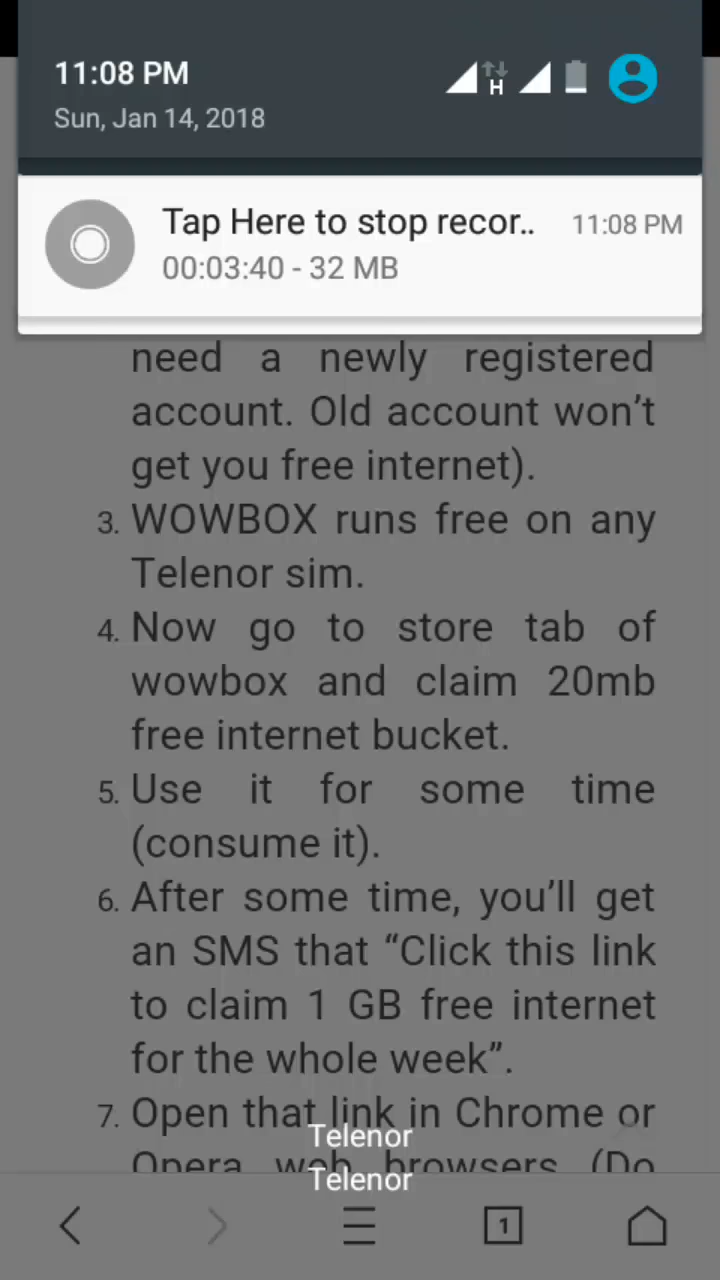 11:08 PM
H
Sun, Jan 14, 2018
Tap Here to stop recor..
11:08 PM
00:03:40 - 32 MB
need a newly registered
account. Old account won’t
get you free internet).
3. WOWBOX runs free on any
Telenor sim.
4. Now go to store tab of
wowbox and claim 20mb
free internet bucket.
5. Use it for some time
(consume it).
6. After some time, you’ll get
an SMS that “Click this link
to claim 1 GB free internet
for the whole week”.
7. Open that link in Chrome or
Telenor
Opera web browsers (Do
Telenor
1